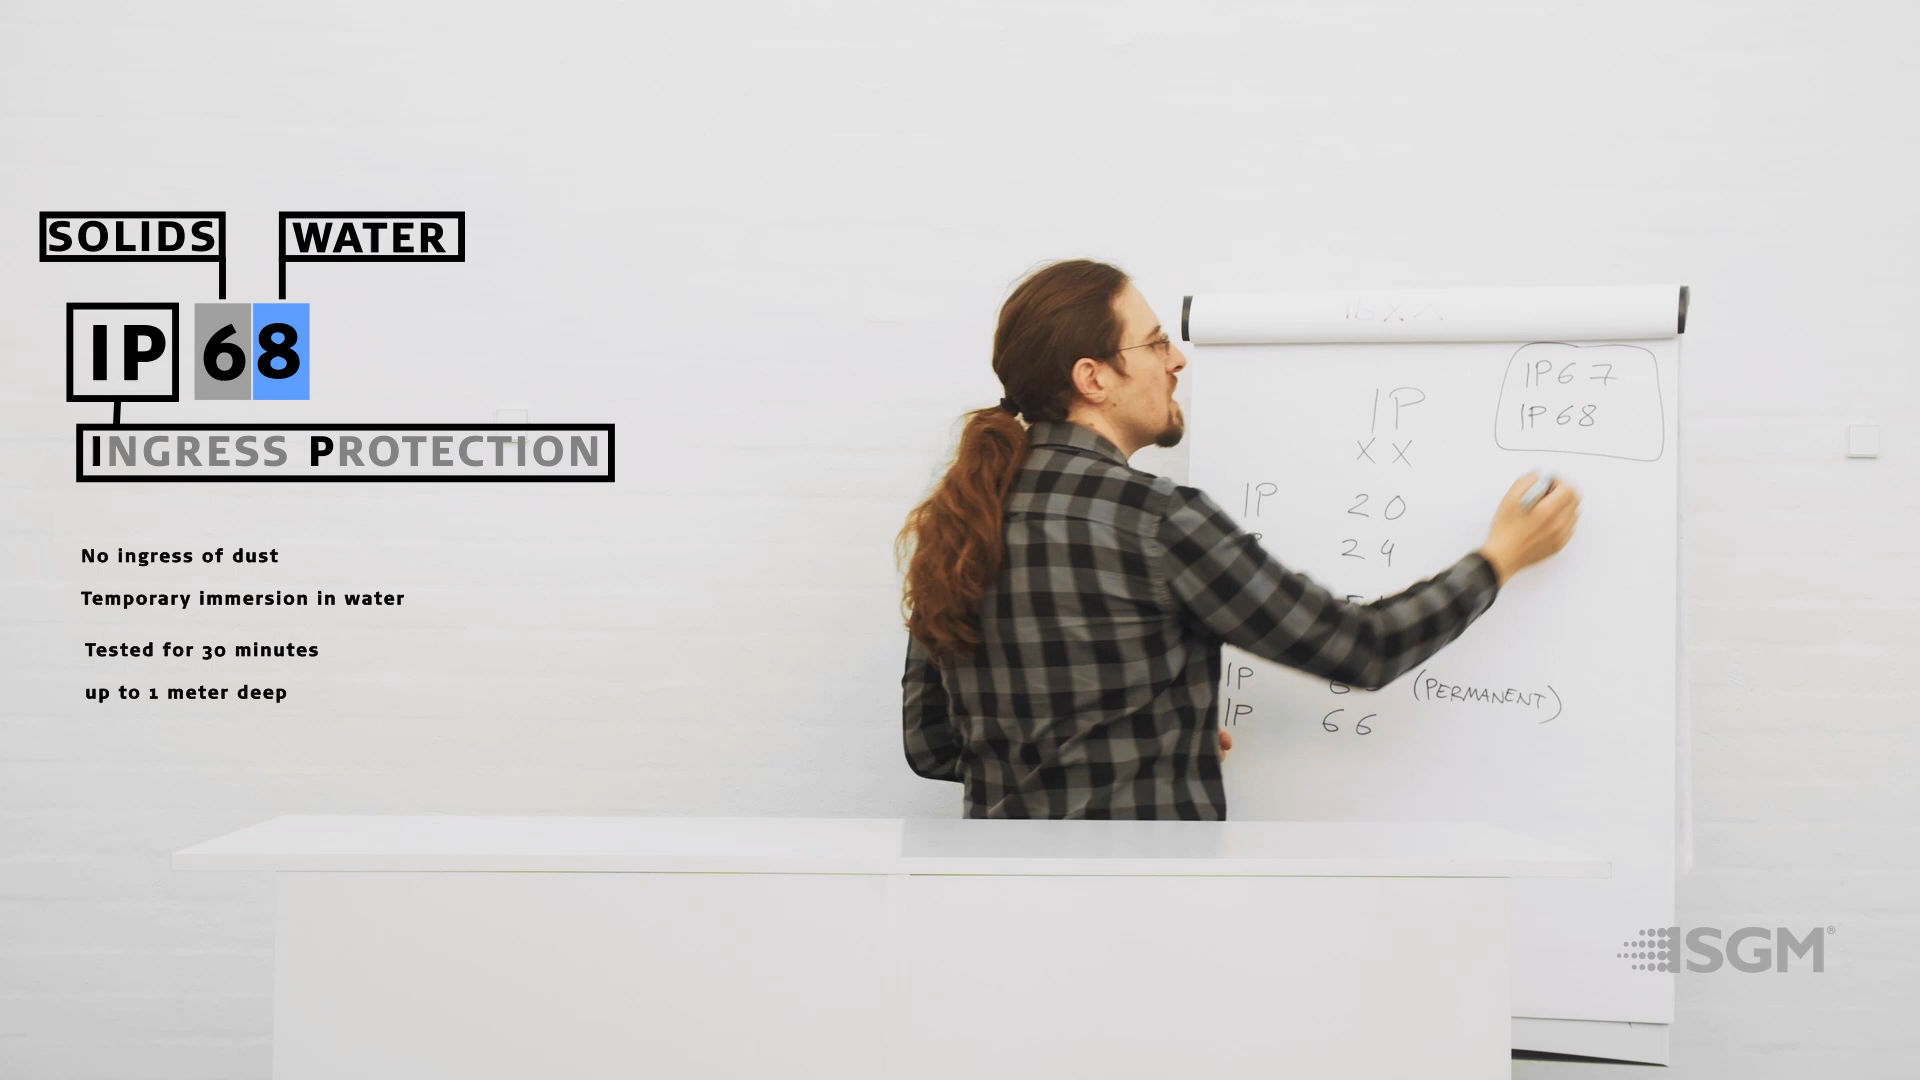 SOLIDS
WATER
IP 68
INGRESS PROTECTION
No ingress of dust
Temporary immersion in water
Tested for 30 minutes
up to 1 meter deep
IP67
IP68
IP
XX
IP 20
24
IP
IP 66
(PERMANENT)
SGM®